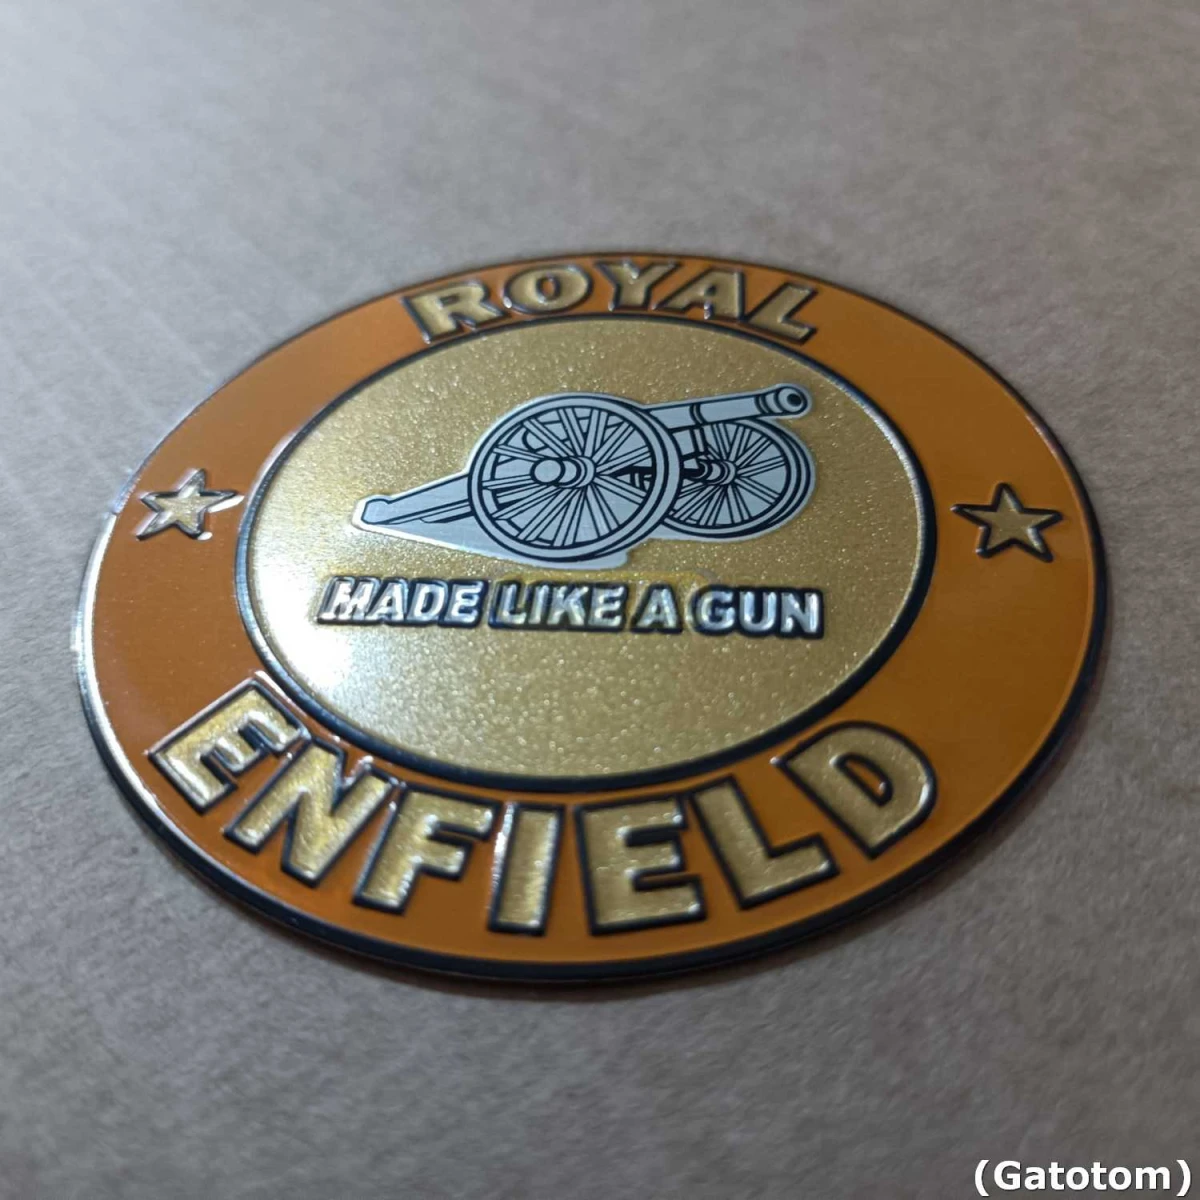 ROYAL
MADE LIKE A GUN
ENFIELD
(Gatotom)